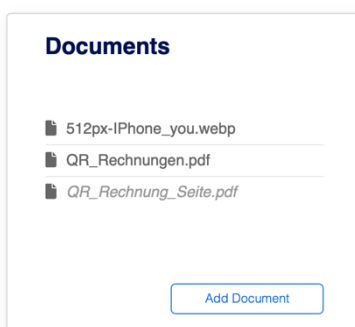 Documents
512px-IPhone_you.webp
QR_Rechnungen.pdf
QR_Rechnung_Seite.pdf
Add Document